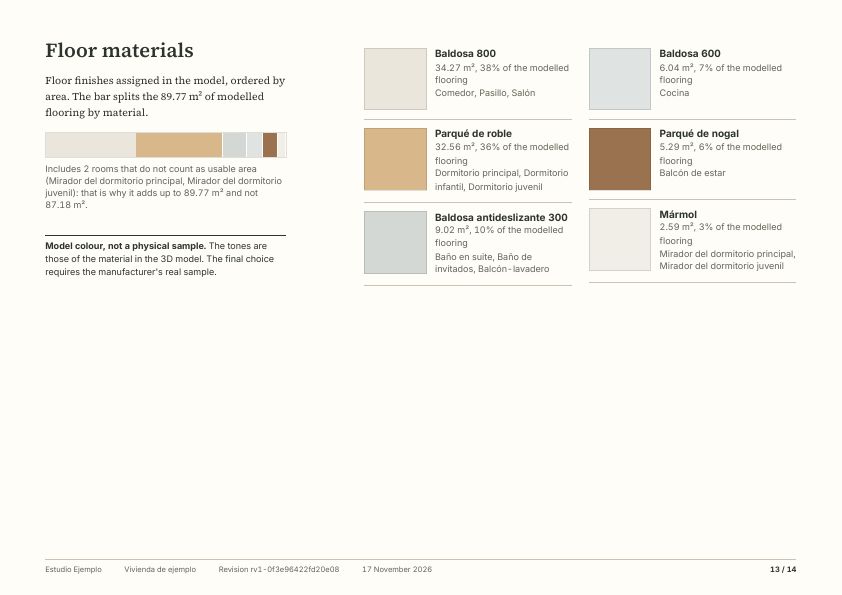 Floor materials
Floor finishes assigned in the model, ordered by
area. The bar splits the 89.77 m² of modelled
flooring by material.
Includes 2 rooms that do not count as usable area
(Mirador del dormitorio principal, Mirador del dormitorio
juvenil): that is why it adds up to 89.77 m² and not
87.18 m².
Model colour, not a physical sample. The tones are
those of the material in the 3D model. The final choice
requires the manufacturer's real sample.
Baldosa 800
34.27 m², 38% of the modelled
flooring
Comedor, Pasillo, Salón
Parqué de roble
32.56 m², 36% of the modelled
flooring
Dormitorio principal, Dormitorio
infantil, Dormitorio juvenil
Baldosa antideslizante 300
9.02 m², 10% of the modelled
flooring
Baño en suite, Baño de
invitados, Balcón-lavadero
Baldosa 600
6.04 m², 7% of the modelled
flooring
Cocina
Parqué de nogal
5.29 m², 6% of the modelled
flooring
Balcón de estar
Mármol
2.59 m², 3% of the modelled
flooring
Mirador del dormitorio principal,
Mirador del dormitorio juvenil
Estudio Ejemplo Vivienda de ejemplo Revision rv1-0f3e96422fd20e08 17 November 2026 13 / 14